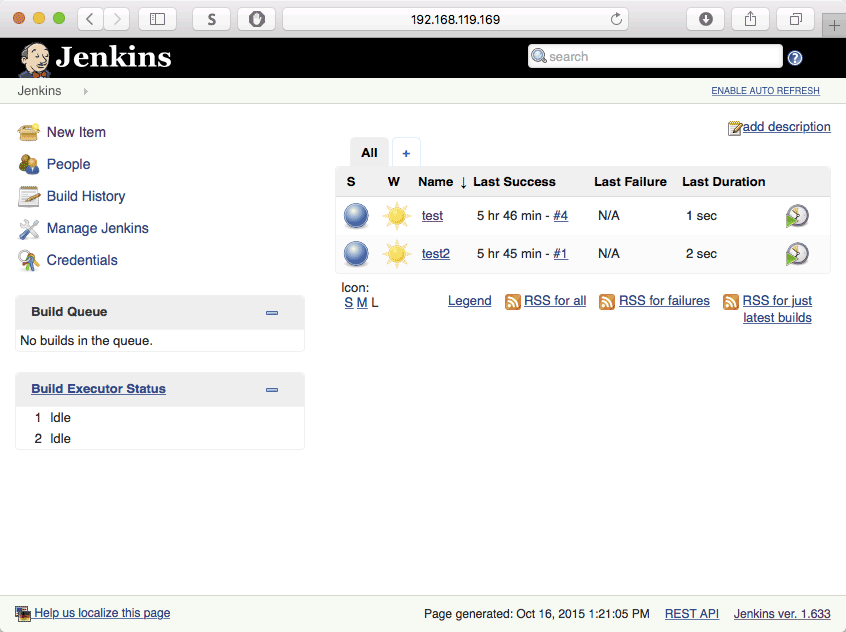 192.168.119.169
S
Jenkins
search
Jenkins
ENABLE AUTO REFRESH
New Item
People
Build History
Manage Jenkins
Credentials
Build Queue
No builds in the queue.
Build Executor Status
1 Idle
2 Idle
add description
All +
S W Name ↓ Last Success Last Failure Last Duration
test 5 hr 46 min - #4 N/A 1 sec
test2 5 hr 45 min - #1 N/A 2 sec
Icon:
S M L
Legend RSS for all RSS for failures RSS for just
latest builds
Help us localize this page
Page generated: Oct 16, 2015 1:21:05 PM REST API Jenkins ver. 1.633